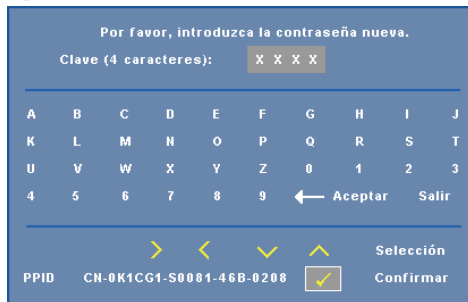 Por favor, introduzca la contraseña nueva.
Clave (4 caracteres): X X X X
A B C D E F G H I J
K L M N O P Q R S T
U V W X Y Z 0 1 2 3
4 5 6 7 8 9 ← Aceptar Salir
Selección
PPID CN-0K1CG1-S0081-46B-0208 Confirmar